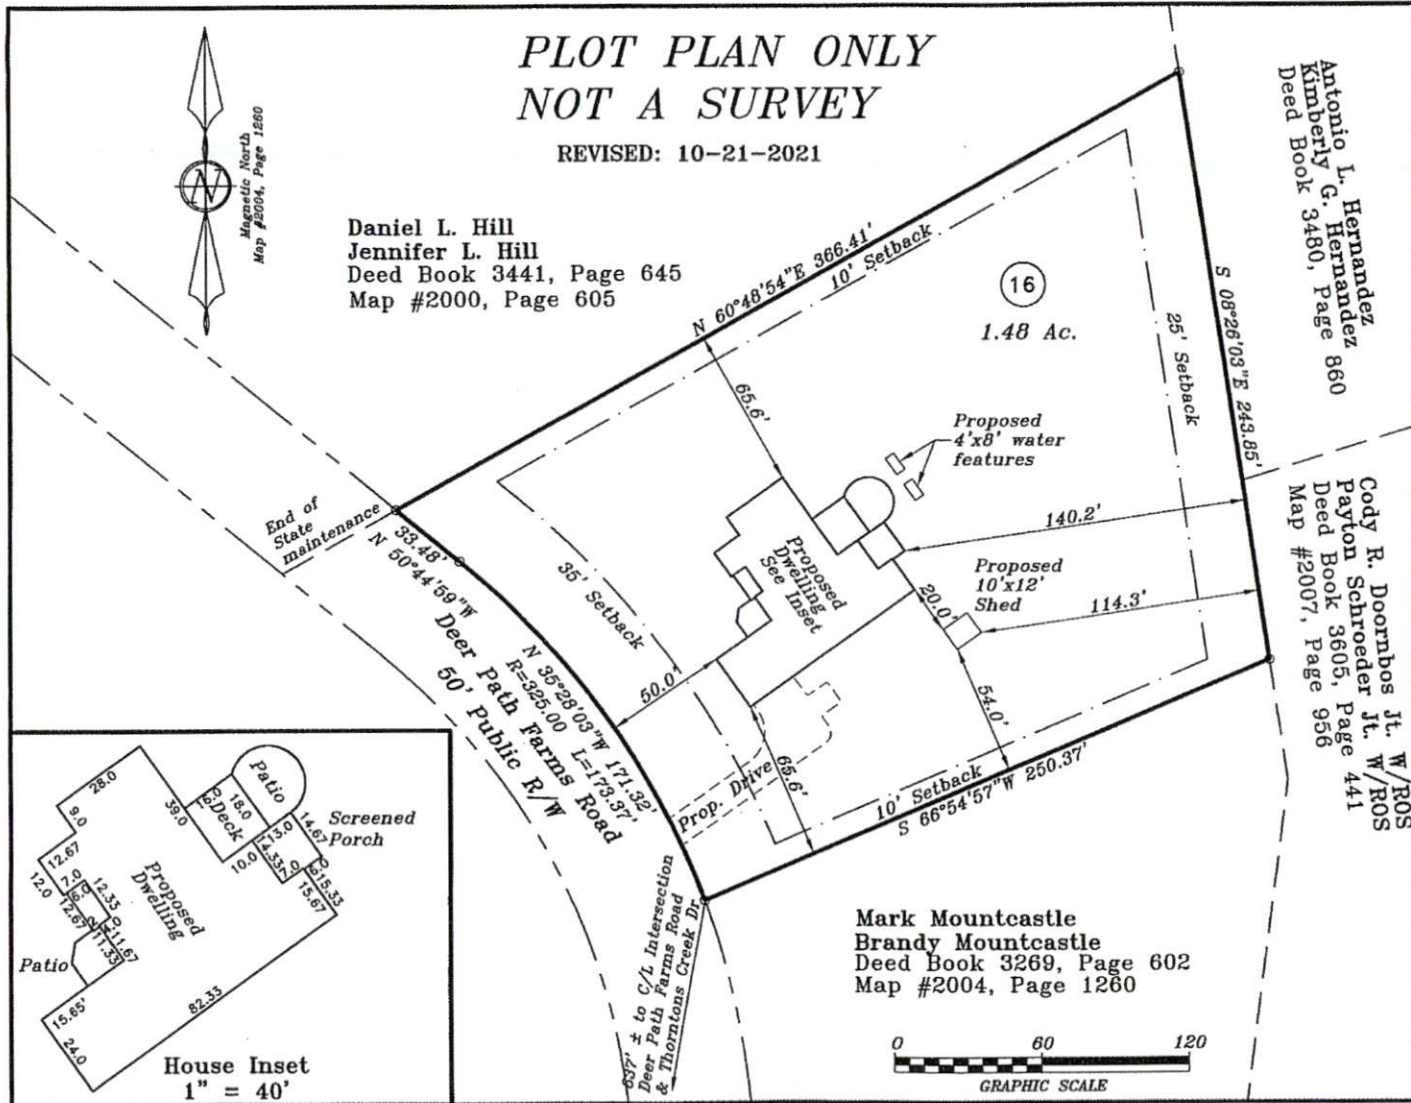 PLOT PLAN ONLY
NOT A SURVEY
REVISED: 10-21-2021
N
Magnetic North
Map #2004, Page 1260
Daniel L. Hill
Jennifer L. Hill
Deed Book 3441, Page 645
Map #2000, Page 605
Antonio L. Hernandez
Kimberly G. Hernandez
Deed Book 3480, Page 860
N 60°48'54"E 366.41'
10' Setback
16
1.48 Ac.
25' Setback
S 08°26'03"E 243.85'
65.6'
Proposed
4'x8' water
features
End of
State
maintenance
33.48'
N 50°44'59"W
35' Setback
Proposed
Dwelling
See Inset
140.2'
Proposed
10'x12'
Shed
20.0'
114.3'
Cody R. Doornbos Jt. W/ROS
Payton Schroeder Jt. W/ROS
Deed Book 3605, Page 441
Map #2007, Page 956
N 35°28'03"W 171.32'
R=325.00 L=173.37'
Deer Path Farms Road
50' Public R/W
50.0'
54.0'
65.6'
Prop. Drive
10' Setback
S 66°54'57"W 250.37'
837' ± to C/L Intersection
Deer Path Farms Road
& Thorntons Creek Dr
Mark Mountcastle
Brandy Mountcastle
Deed Book 3269, Page 602
Map #2004, Page 1260
0 60 120
GRAPHIC SCALE
28.0
39.0
9.0
12.67
12.0
7.0
12.33
12.67
11.67
11.33
Patio
18.0
Deck
13.0
14.67
Screened
Porch
10.0
14.33
7.0
15.33
15.67
Proposed
Dwelling
Patio
15.65'
24.0
82.33
House Inset
1" = 40'